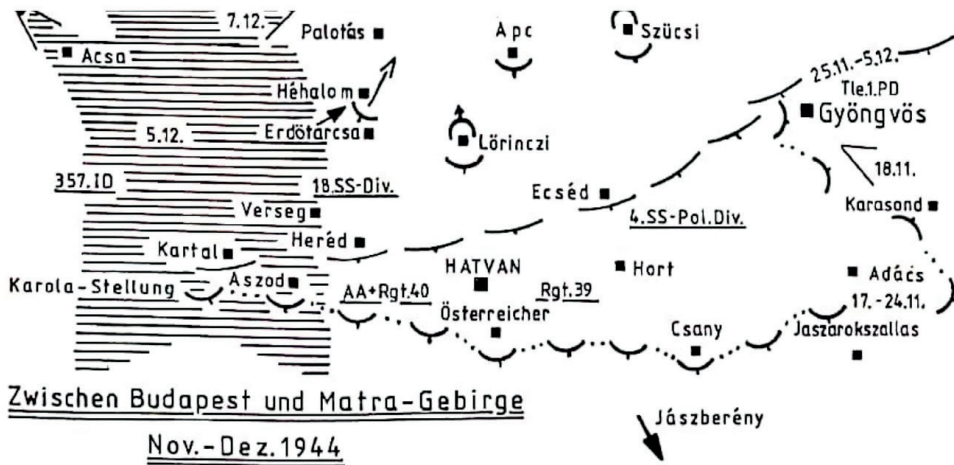 7.12.
Palotás
Apc
Szücsi
Acsa
25.11.-5.12.
Tle.1.PD
Héhalom
Gyöngvös
5.12.
Erdötarcsa
Lörinczi
18.11.
357.ID
18.SS-Div.
Ecséd
Karasond
Verseg
4.SS-Pol.Div.
Heréd
Kartal
HATVAN
Hort
Adács
Karola-Stellung
Aszod
AA+Rgt.40
Rgt.39
17.-24.11.
Österreicher
Csany
Jaszarokszallas
Zwischen Budapest und Matra-Gebirge
Jászberény
Nov.-Dez.1944